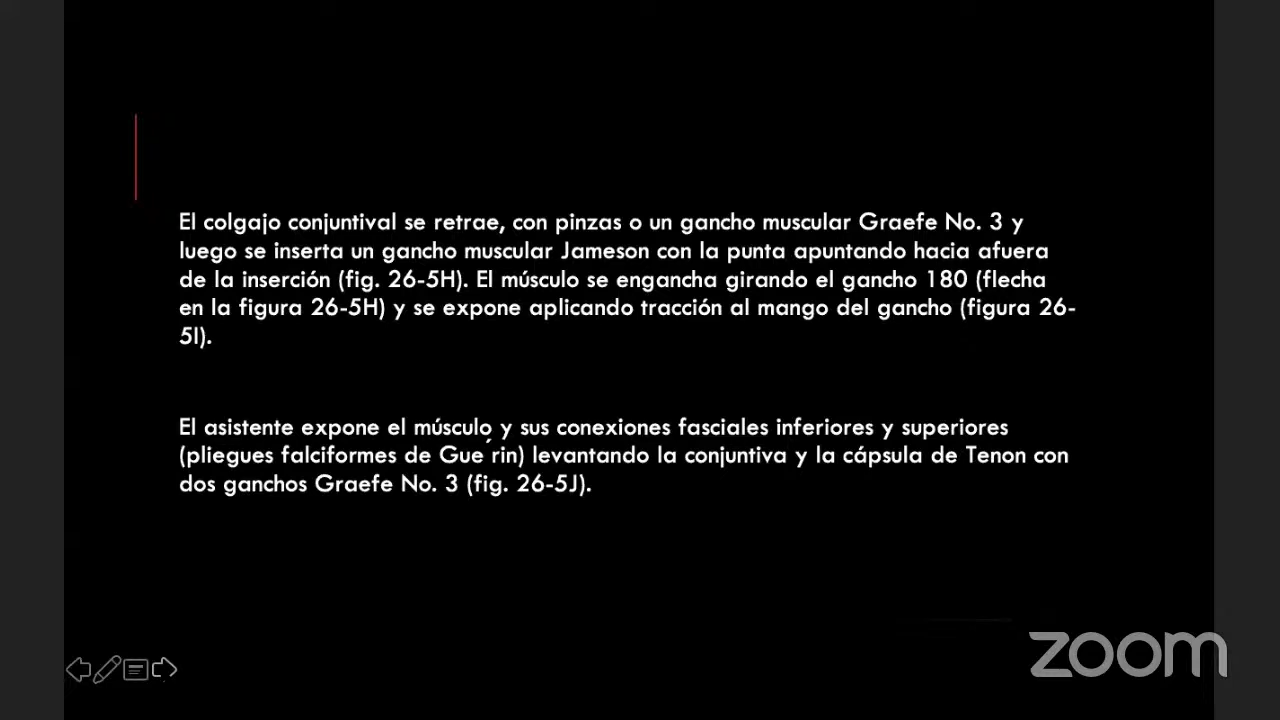 El colgajo conjuntival se retrae, con pinzas o un gancho muscular Graefe No. 3 y
luego se inserta un gancho muscular Jameson con la punta apuntando hacia afuera
de la inserción (fig. 26-5H). El músculo se engancha girando el gancho 180 (flecha
en la figura 26-5H) y se expone aplicando tracción al mango del gancho (figura 26-
5I).
El asistente expone el músculo y sus conexiones fasciales inferiores y superiores
(pliegues falciformes de Gue´rin) levantando la conjuntiva y la cápsula de Tenon con
dos ganchos Graefe No. 3 (fig. 26-5J).
zoom